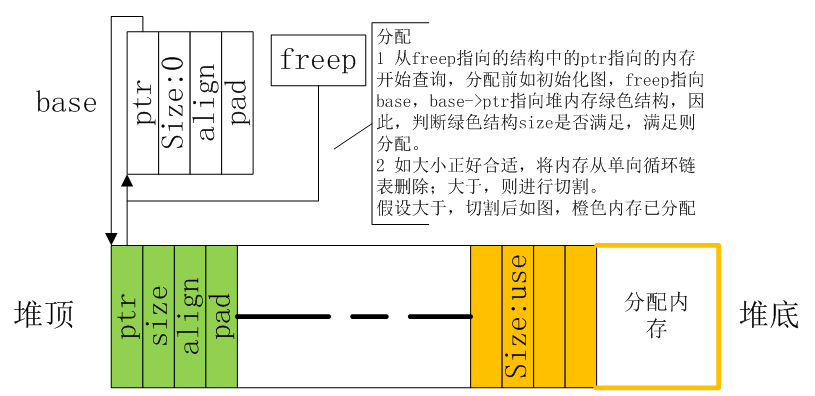 base
ptr
Size:0
align
pad
freep
分配
1 从freep指向的结构中的ptr指向的内存
开始查询，分配前如初始化图，freep指向
base，base->ptr指向堆内存绿色结构，因
此，判断绿色结构size是否满足，满足则
分配。
2 如大小正好合适，将内存从单向循环链
表删除；大于，则进行切割。
假设大于，切割后如图，橙色内存已分配
堆顶
ptr
size
align
pad
Size:use
分配内
存
堆底